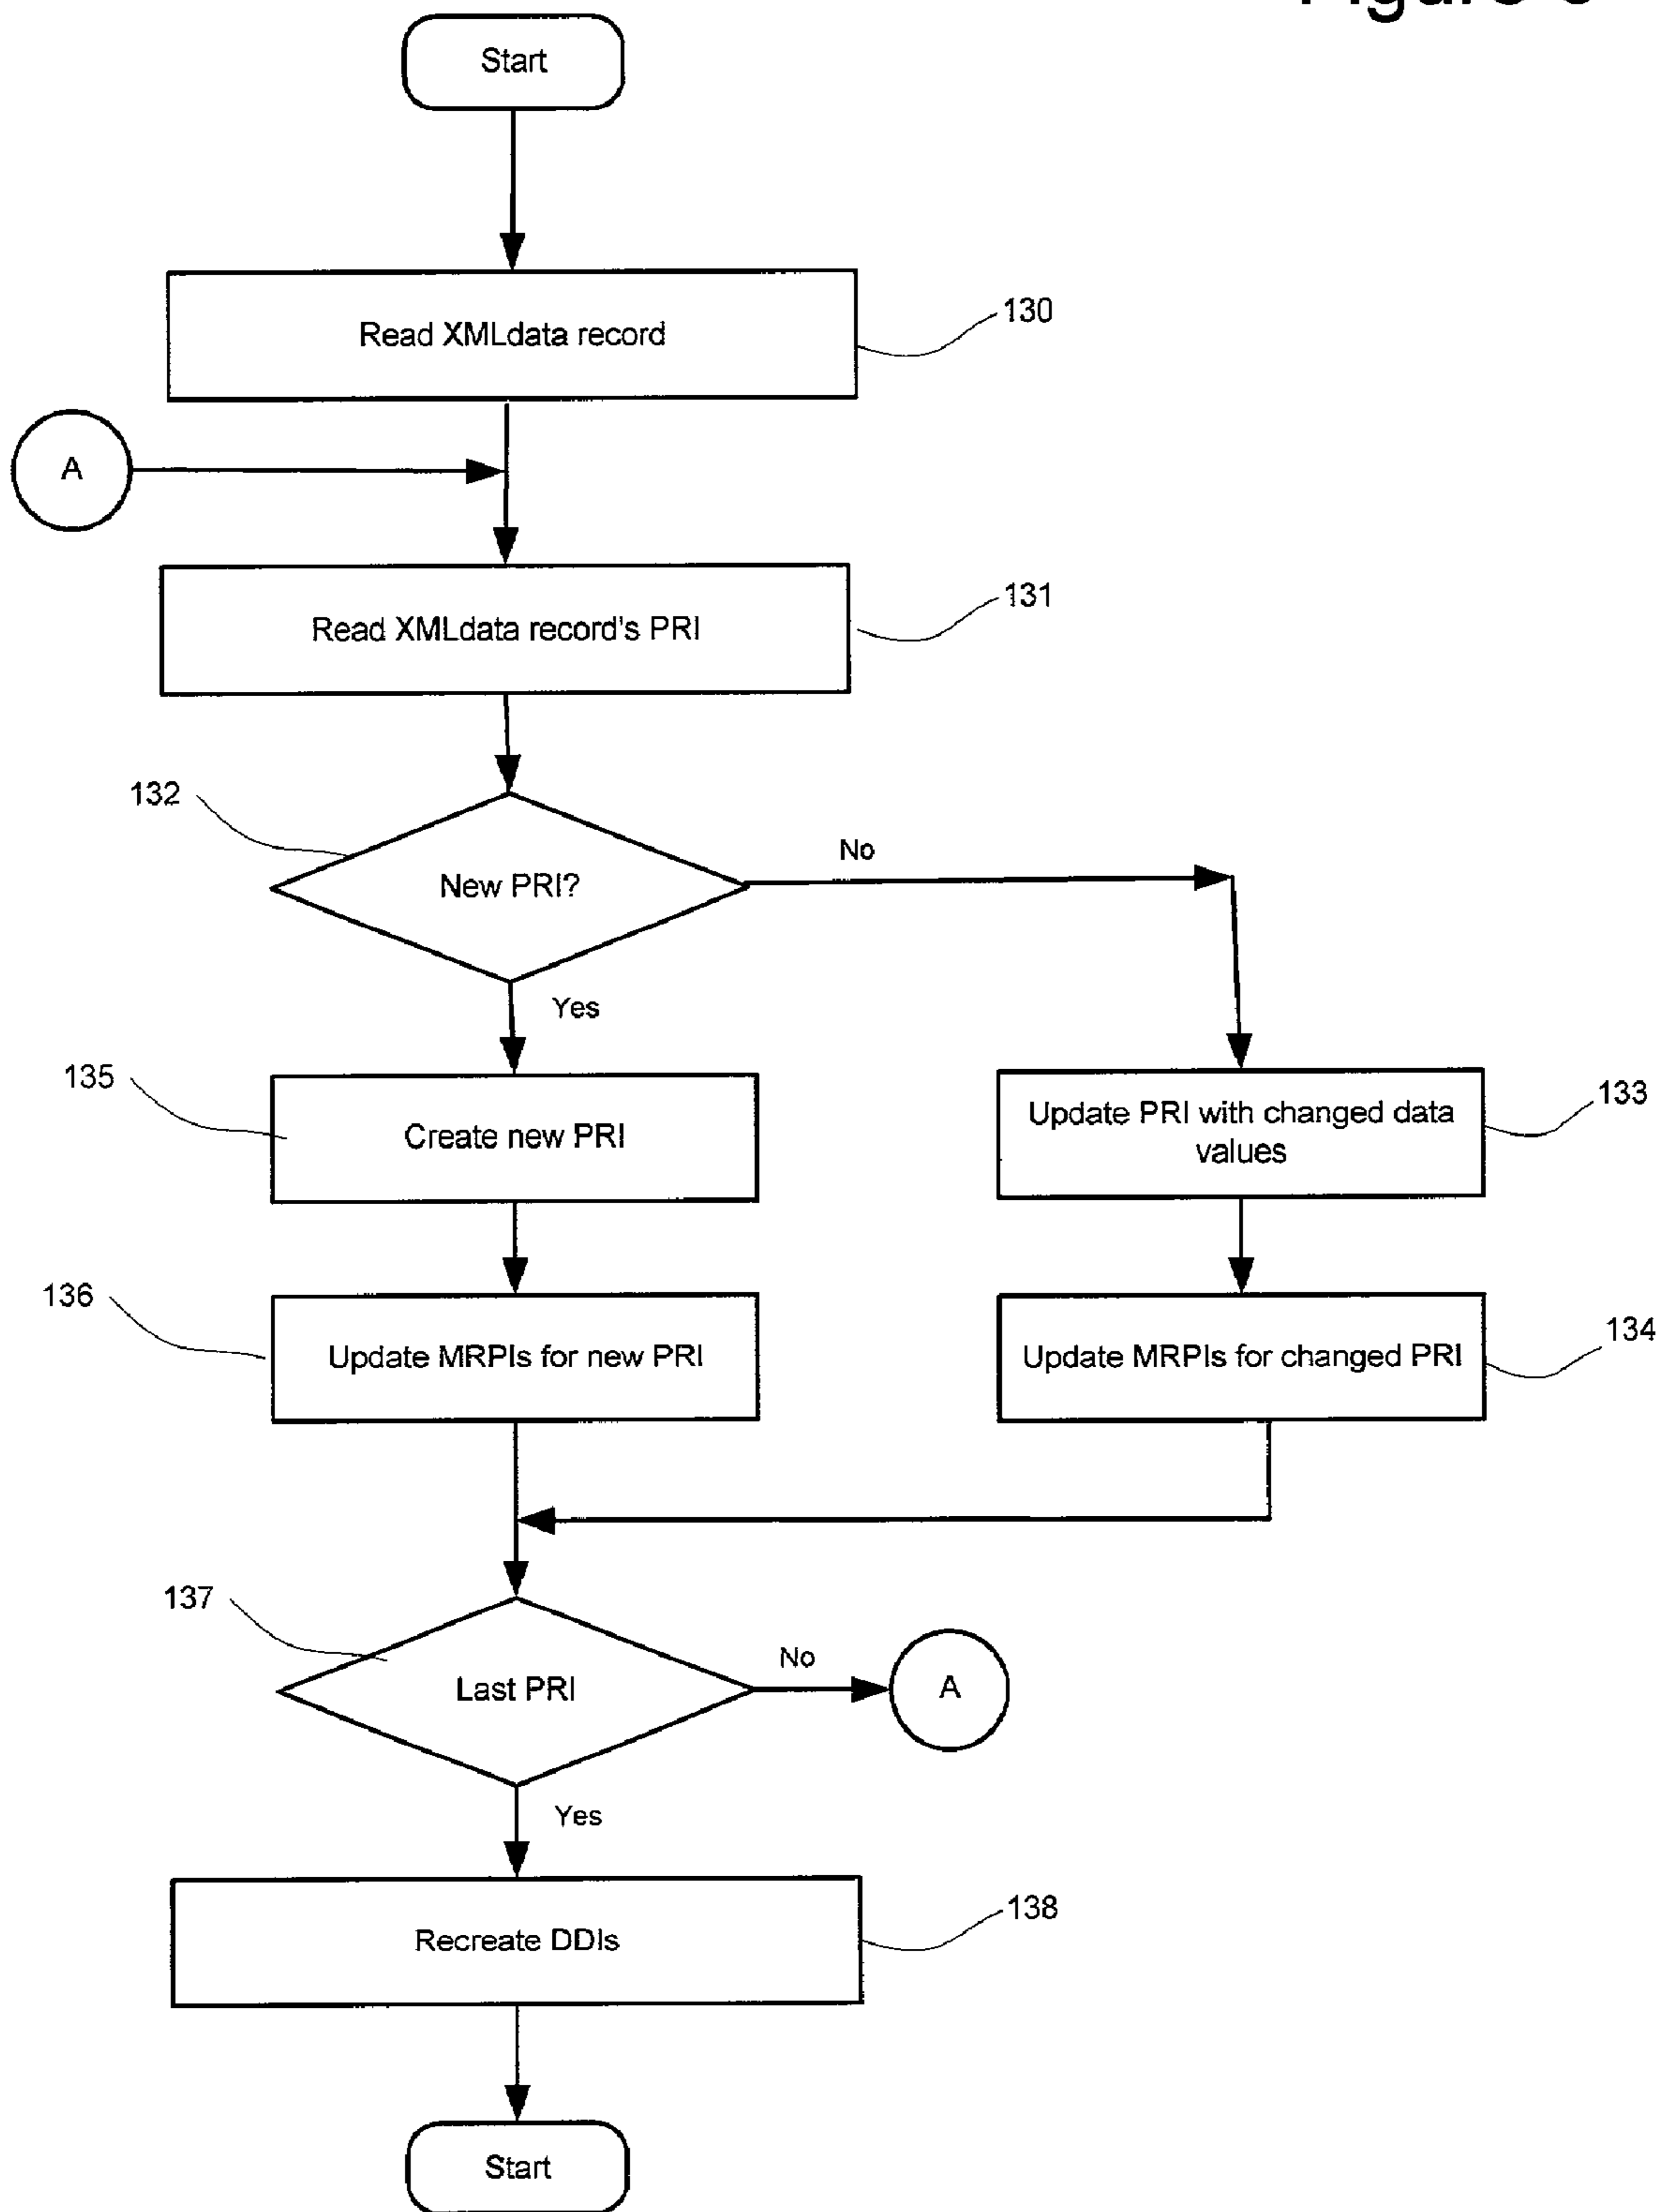 Start
Read XMLdata record
130
A
Read XMLdata record's PRI
131
132
New PRI?
No
Yes
135
Create new PRI
Update PRI with changed data
values
133
136
Update MRPIs for new PRI
Update MRPIs for changed PRI
134
137
Last PRI
No
A
Yes
Recreate DDIs
138
Start